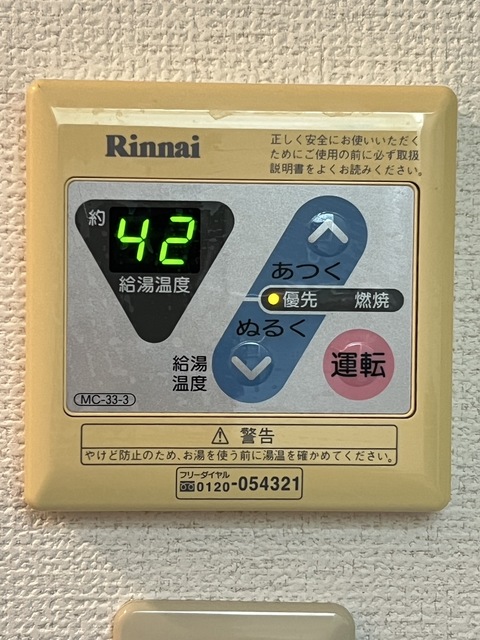 Rinnai
正しく安全にお使いいただく
ためにご使用の前に必ず取扱
説明書をよくお読みください。
約
42
給湯温度
あつく
優先 燃焼
ぬるく
給湯
温度
運転
MC-33-3
⚠ 警告
やけど防止のため、お湯を使う前に湯温を確かめてください。
フリーダイヤル
0120-054321